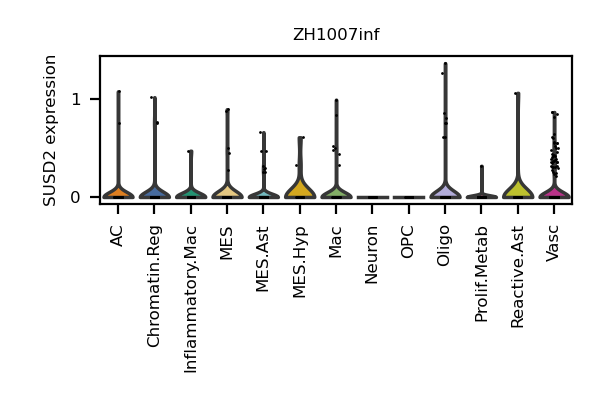 ZH1007inf
SUSD2 expression
1
0
AC
Chromatin.Reg
Inflammatory.Mac
MES
MES.Ast
MES.Hyp
Mac
Neuron
OPC
Oligo
Prolif.Metab
Reactive.Ast
Vasc